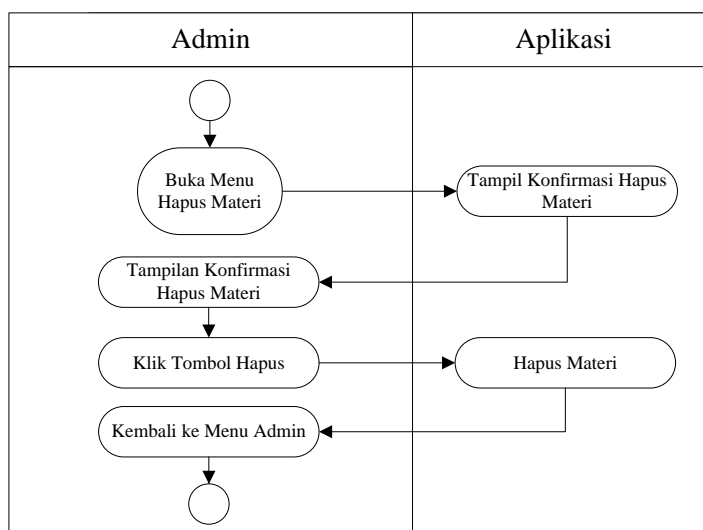 Admin
Aplikasi
Buka Menu
Hapus Materi
Tampil Konfirmasi Hapus
Materi
Tampilan Konfirmasi
Hapus Materi
Klik Tombol Hapus
Hapus Materi
Kembali ke Menu Admin